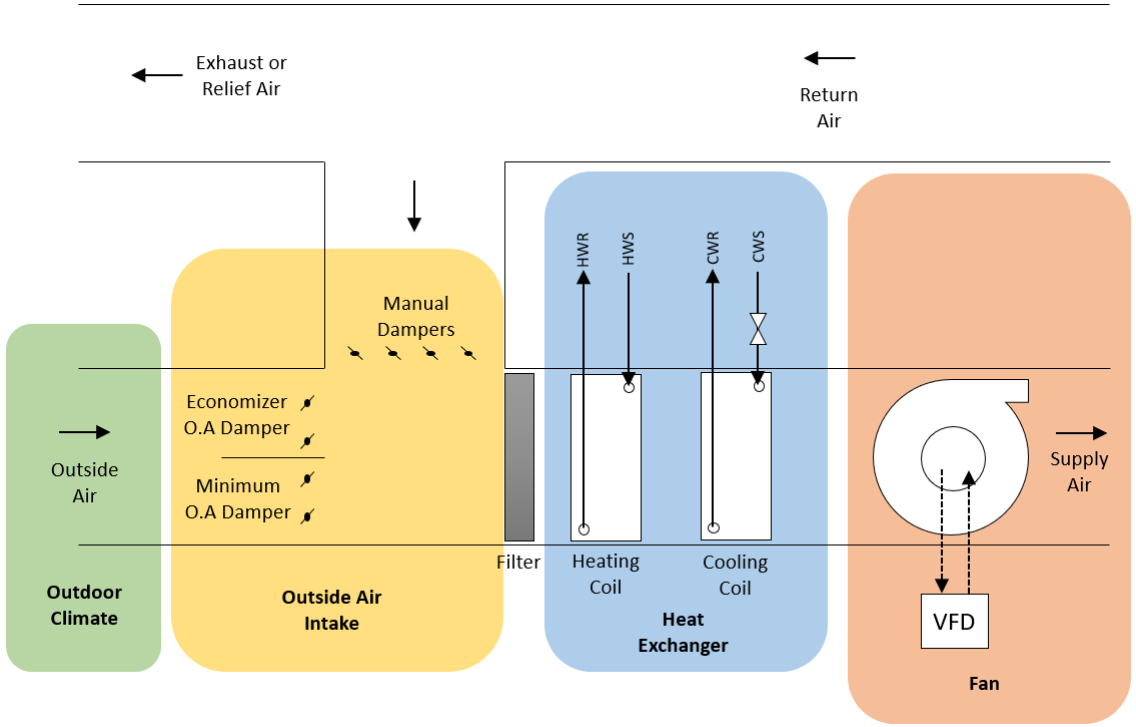 Exhaust or
Relief Air
Return
Air
HWR
HWS
CWR
CWS
Manual
Dampers
Economizer
O.A Damper
Minimum
O.A Damper
Outside
Air
Supply
Air
Filter
Heating
Coil
Cooling
Coil
Outdoor
Climate
Outside Air
Intake
Heat
Exchanger
VFD
Fan